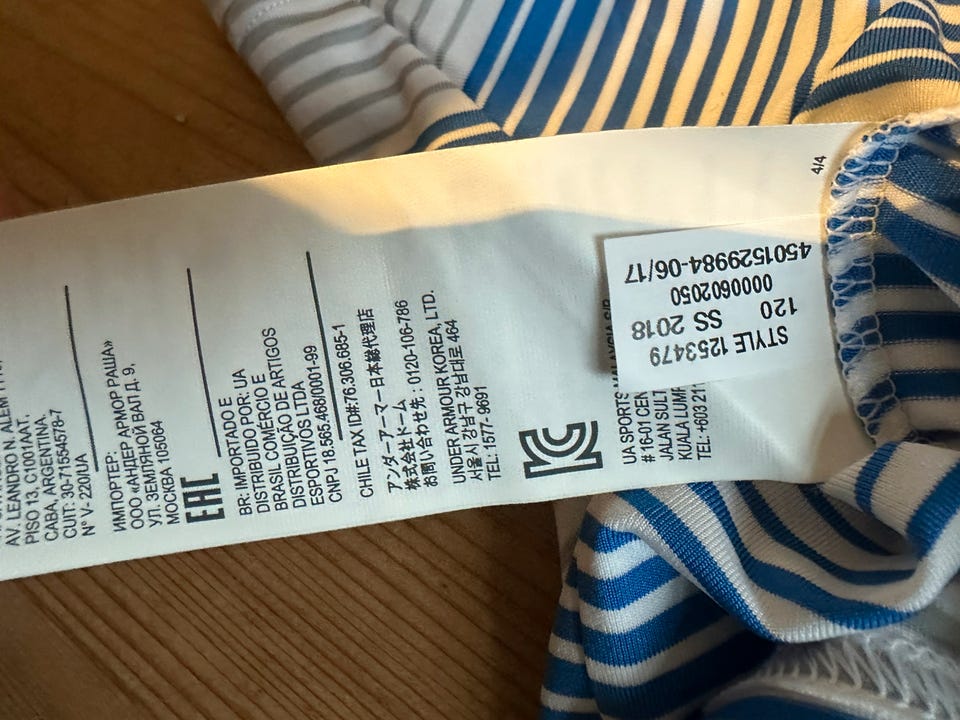 AV. LEANDRO N. ALEM
PISO 13, C1001AAT.
CABA, ARGENTINA.
CUIT: 30-71554578-7
N° V- 220/UA
ИМПОРТЕР:
ООО «АНДЕР АРМОР РАША»
УЛ. ЗЕМЛЯНОЙ ВАЛ Д. 9,
МОСКВА 105064
EAC
BR: IMPORTADO E
DISTRIBUIDO POR: UA
BRASIL COMÉRCIO E
DISTRIBUIÇÃO DE ARTIGOS
ESPORTIVOS LTDA
CNPJ 18.565.468/0001-99
CHILE TAX ID#:76.306.685-1
アンダーアーマー日本総代理店
株式会社ドーム
お問い合わせ先：0120-106-786
UNDER ARMOUR KOREA, LTD.
서울시 강남구 강남대로 464
TEL: 1577-9691
UA SPORTS MALAYSIA S/B
#16-01 CEN
JALAN SULT
KUALA LUMP
TEL: +603 211
STYLE 1253479
120 SS 2018
0000602050
4501529984-06/17
4/4